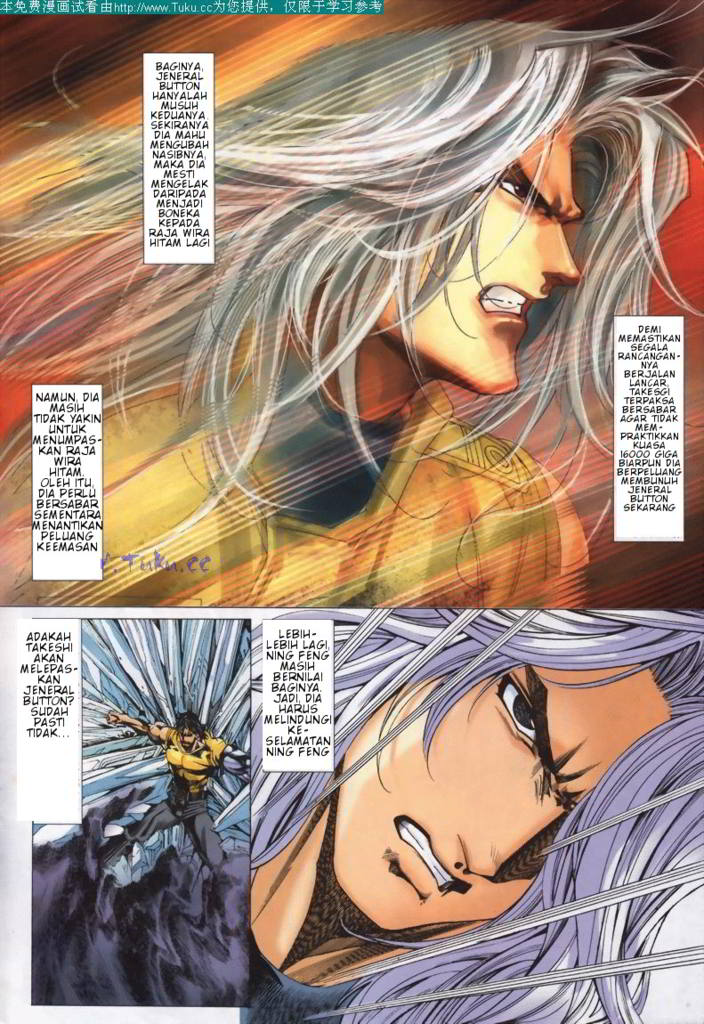 本免费漫画试看由http://www.Tuku.cc为您提供，仅限于学习参考
BAGINYA,
JENERAL
BUTTON
HANYALAH
MUSUH
KEDUANYA.
SEKIRANYA
DIA MAHU
MENGUBAH
NASIBNYA,
MAKA DIA
MESTI
MENGELAK
DARIPADA
MENJADI
BONEKA
KEPADA
RAJA WIRA
HITAM LAGI
DEMI
MEMASTIKAN
SEGALA
RANCANGAN-
NYA
BERJALAN
LANCAR,
TAKESGI
TERPAKSA
BERSABAR
AGAR TIDAK
MEM-
PRAKTIKKAN
KUASA
16000 GIGA
BIARPUN DIA
BERPELUANG
MEMBUNUH
JENERAL
BUTTON
SEKARANG
NAMUN, DIA
MASIH
TIDAK YAKIN
UNTUK
MENUMPAS-
KAN RAJA
WIRA
HITAM.
OLEH ITU,
DIA PERLU
BERSABAR
SEMENTARA
MENANTIKAN
PELUANG
KEEMASAN
.Tuku.cc
ADAKAH
TAKESHI
AKAN
MELEPAS-
KAN
JENERAL
BUTTON?
SUDAH
PASTI
TIDAK...
LEBIH-
LEBIH LAGI,
NING FENG
MASIH
BERNILAI
BAGINYA.
JADI, DIA
HARUS
MELINDUNGI
KE-
SELAMATAN
NING FENG